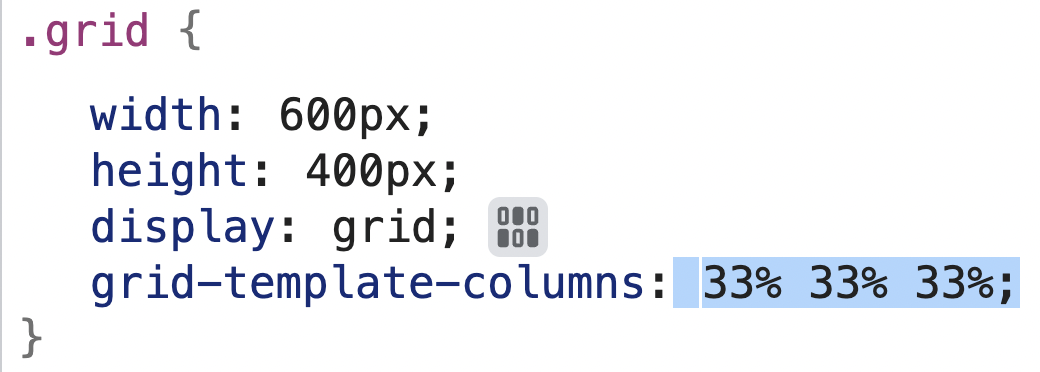 .grid {
width: 600px;
height: 400px;
display: grid;
grid-template-columns: 33% 33% 33%;
}